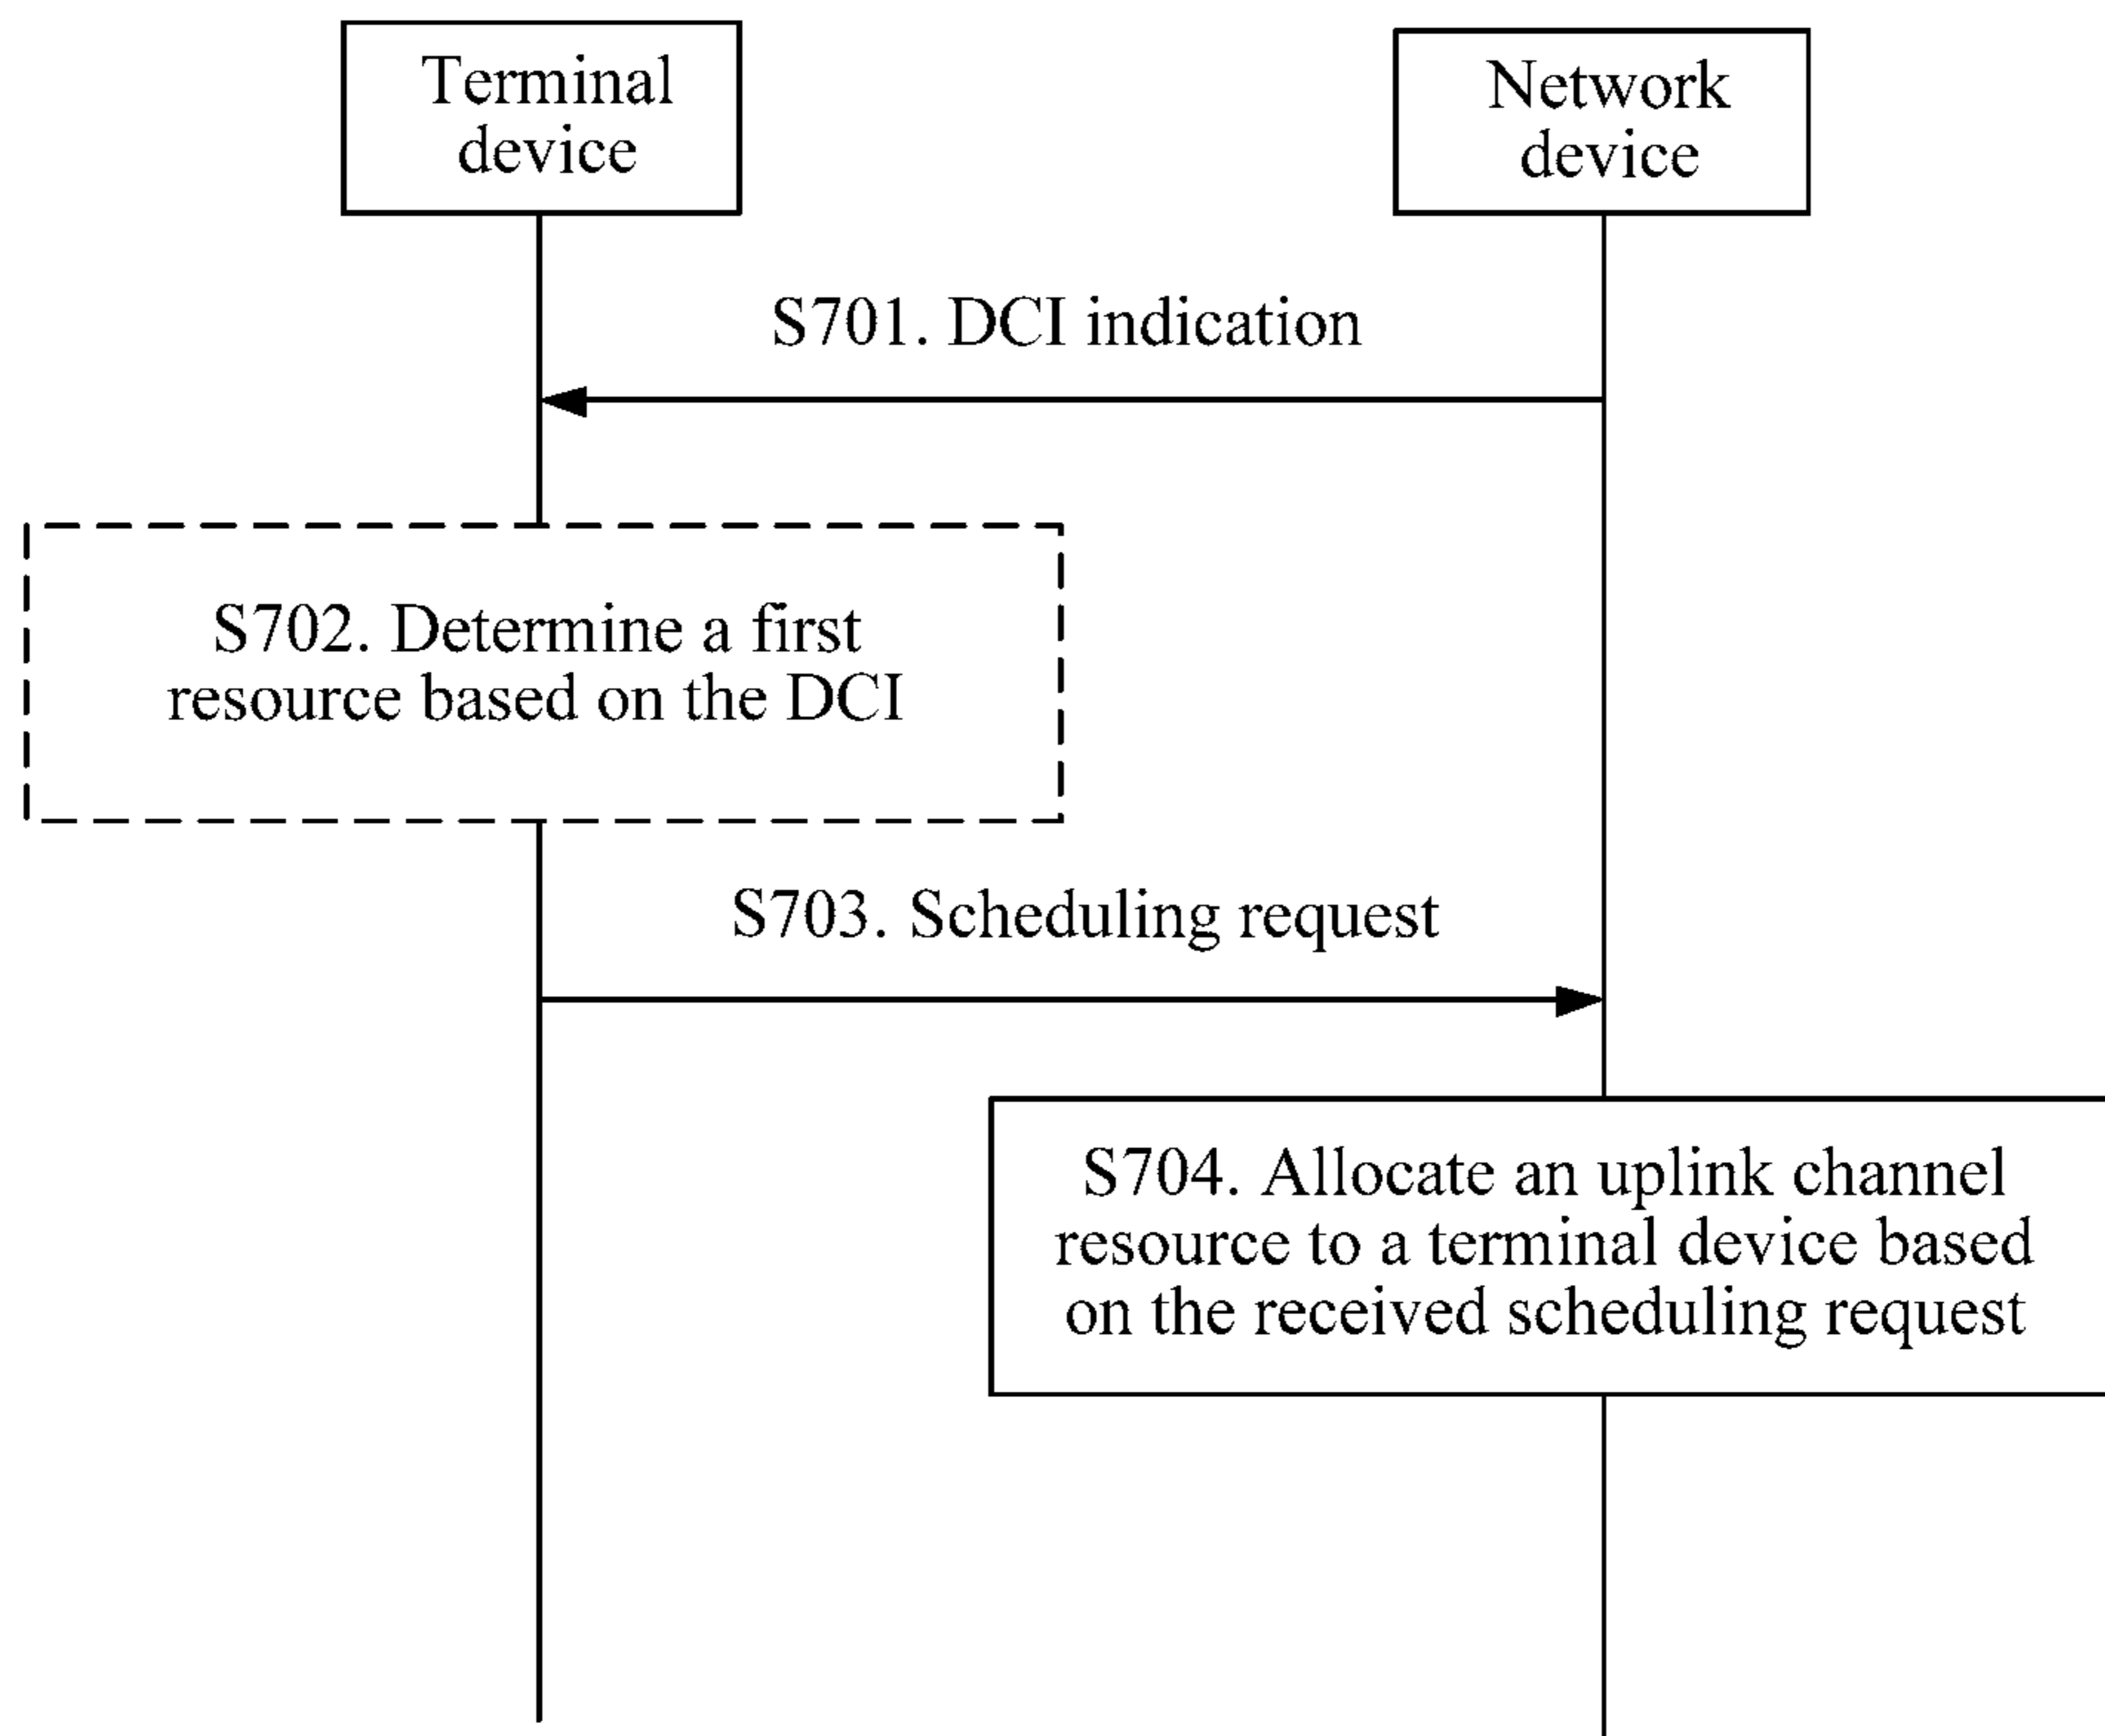 Terminal
device
Network
device
S701. DCI indication
S702. Determine a first
resource based on the DCI
S703. Scheduling request
S704. Allocate an uplink channel
resource to a terminal device based
on the received scheduling request